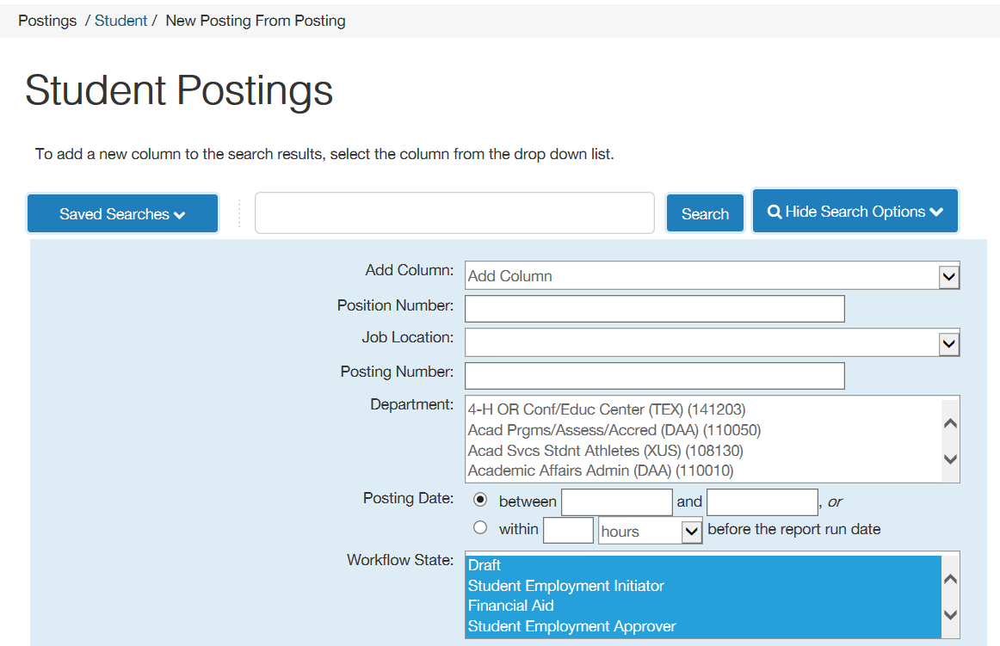 Postings / Student / New Posting From Posting
Student Postings
To add a new column to the search results, select the column from the drop down list.
Saved Searches Search Hide Search Options
Add Column: Add Column
Position Number:
Job Location:
Posting Number:
Department: 4-H OR Conf/Educ Center (TEX) (141203)
Acad Prgms/Assess/Accred (DAA) (110050)
Acad Svcs Stdnt Athletes (XUS) (108130)
Academic Affairs Admin (DAA) (110010)
Posting Date: between and , or
within hours before the report run date
Workflow State: Draft
Student Employment Initiator
Financial Aid
Student Employment Approver